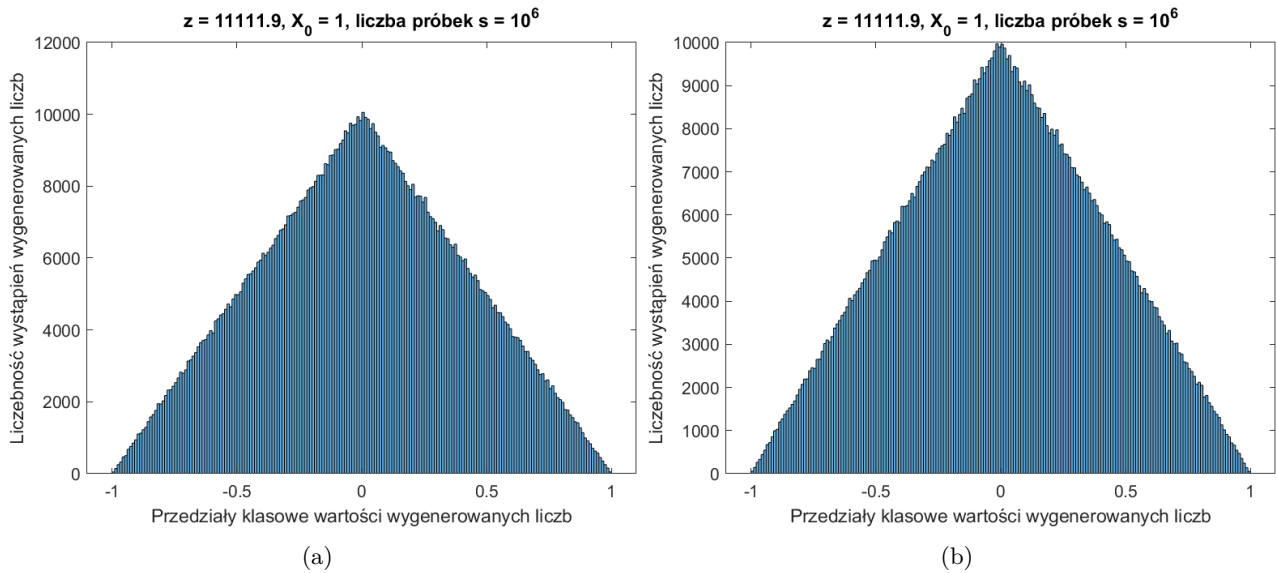 z = 11111.9, X0 = 1, liczba próbek s = 10^6
Liczebność wystąpień wygenerowanych liczb
12000
10000
8000
6000
4000
2000
0
-1 -0.5 0 0.5 1
Przedziały klasowe wartości wygenerowanych liczb
(a)
z = 11111.9, X0 = 1, liczba próbek s = 10^6
Liczebność wystąpień wygenerowanych liczb
10000
9000
8000
7000
6000
5000
4000
3000
2000
1000
0
-1 -0.5 0 0.5 1
Przedziały klasowe wartości wygenerowanych liczb
(b)